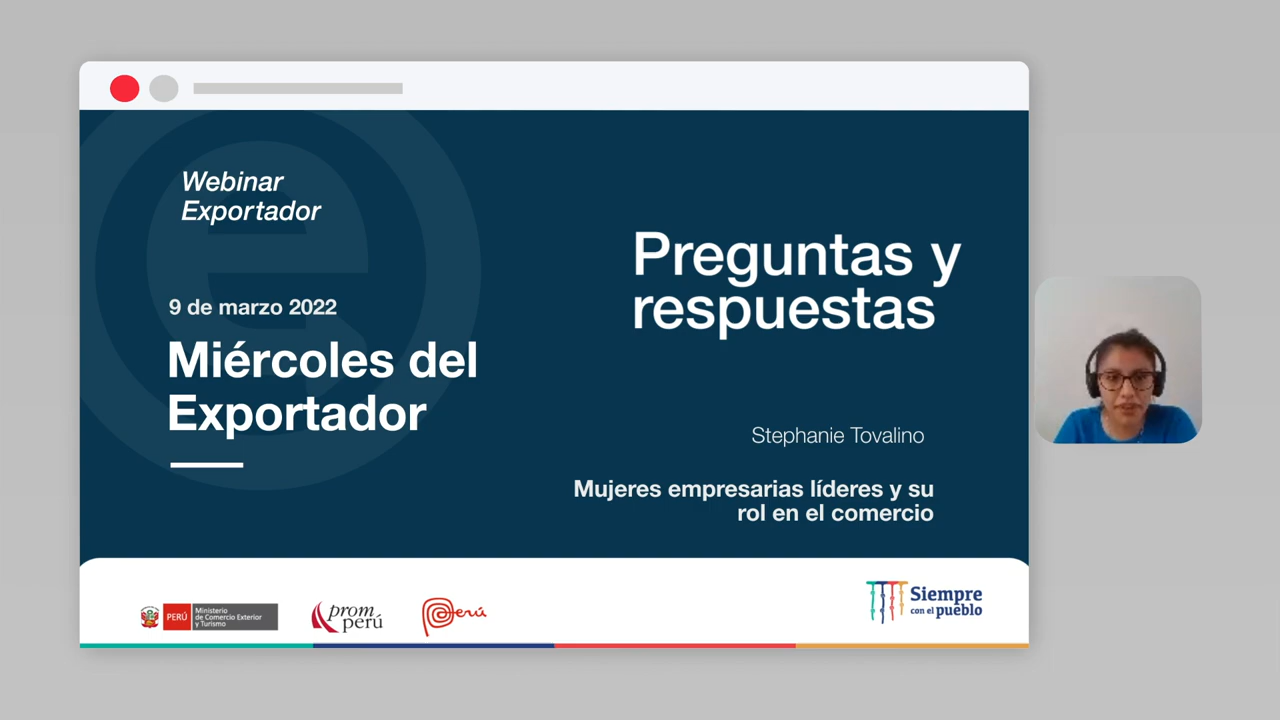 Webinar
Exportador
9 de marzo 2022
Miércoles del
Exportador
Preguntas y
respuestas
Stephanie Tovalino
Mujeres empresarias líderes y su
rol en el comercio
PERÚ
Ministerio
de Comercio Exterior
y Turismo
prom
perú
Perú
Siempre
con el pueblo